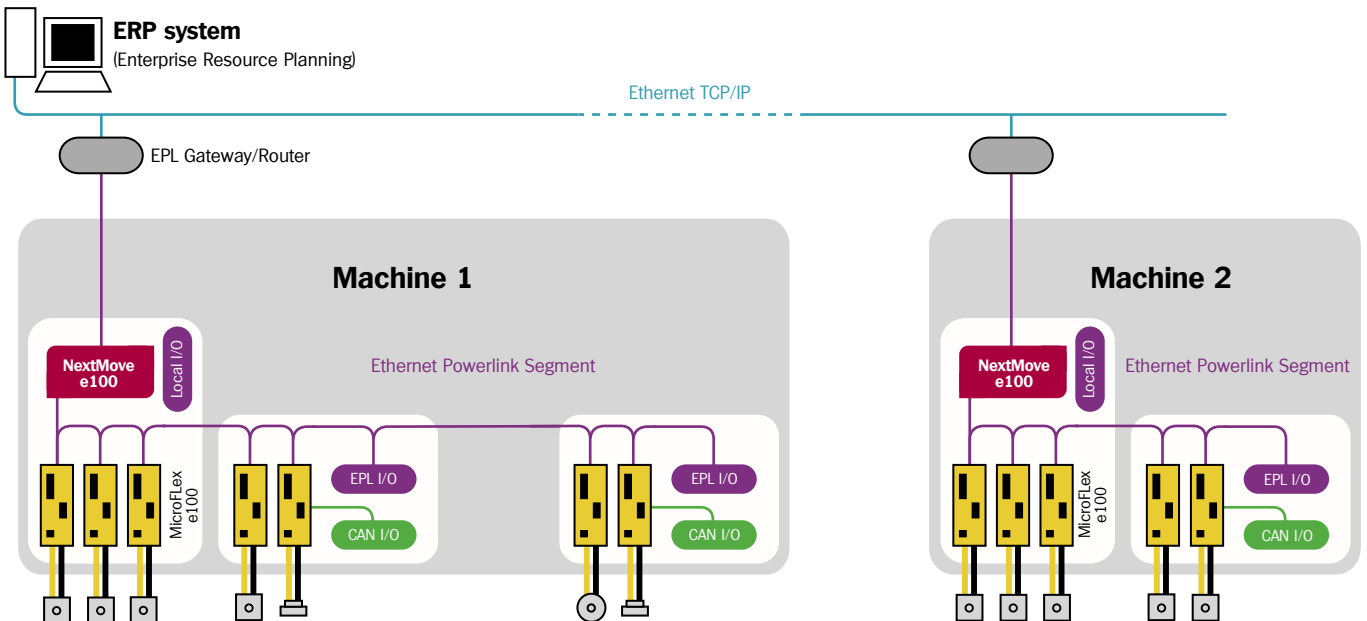 ERP system
(Enterprise Resource Planning)
Ethernet TCP/IP
EPL Gateway/Router
Machine 1
NextMove
e100
Local I/O
Ethernet Powerlink Segment
MicroFLex
e100
EPL I/O
CAN I/O
EPL I/O
CAN I/O
Machine 2
NextMove
e100
Local I/O
Ethernet Powerlink Segment
MicroFLex
e100
EPL I/O
CAN I/O